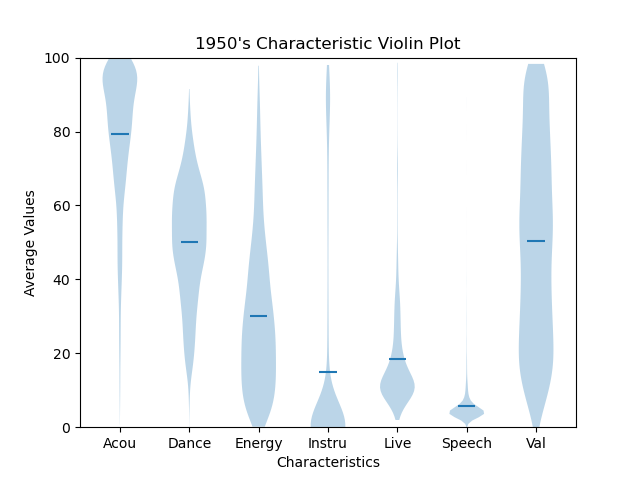 1950's Characteristic Violin Plot
100
80
60
40
20
0
Average Values
Acou Dance Energy Instru Live Speech Val
Characteristics